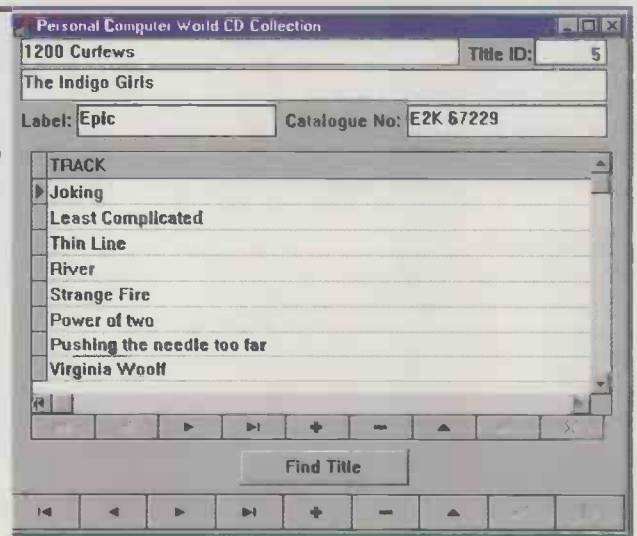 Personal Computer World CD Collection
1200 Curfews Title ID: 5
The Indigo Girls
Label: Epic Catalogue No: E2K 67229
TRACK
Joking
Least Complicated
Thin Line
River
Strange Fire
Power of two
Pushing the needle too far
Virginia Woolf
Find Title